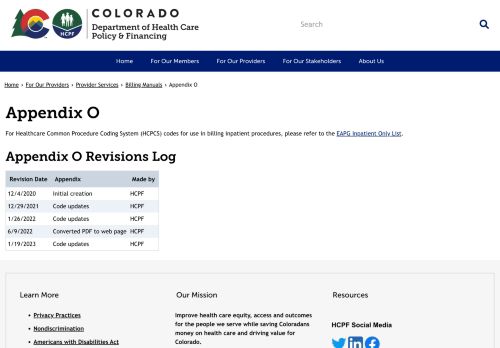 COLORADO
Department of Health Care
Policy & Financing
HCPF
Search
Home
For Our Members
For Our Providers
For Our Stakeholders
About Us
Home › For Our Providers › Provider Services › Billing Manuals › Appendix O
Appendix O
For Healthcare Common Procedure Coding System (HCPCS) codes for use in billing inpatient procedures, please refer to the EAPG Inpatient Only List.
Appendix O Revisions Log
Revision Date Appendix Made by
12/4/2020 Initial creation HCPF
12/29/2021 Code updates HCPF
1/26/2022 Code updates HCPF
6/9/2022 Converted PDF to web page HCPF
1/19/2023 Code updates HCPF
Learn More
Privacy Practices
Nondiscrimination
Americans with Disabilities Act
Our Mission
Improve health care equity, access and outcomes
for the people we serve while saving Coloradans
money on health care and driving value for
Colorado.
Resources
HCPF Social Media